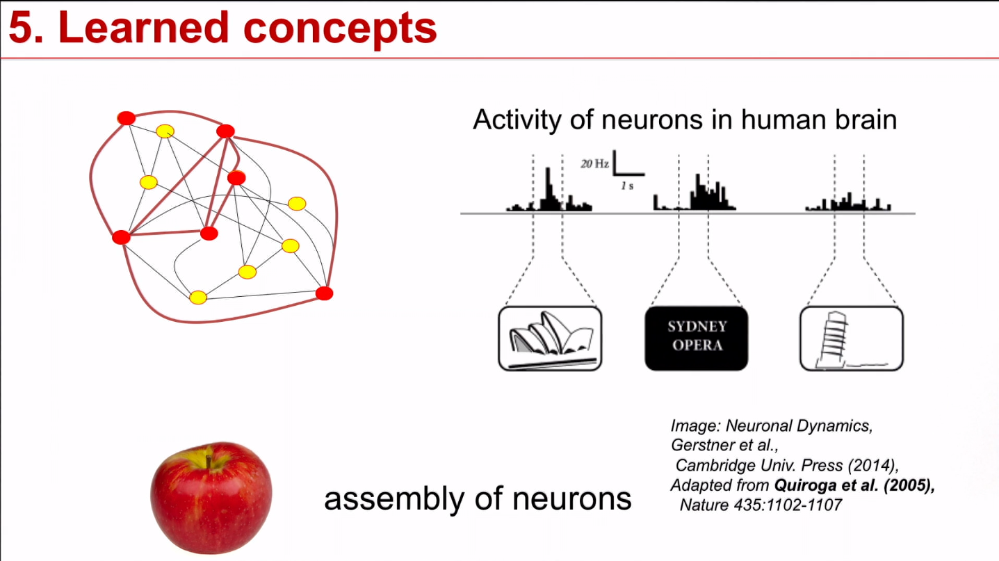 5. Learned concepts
Activity of neurons in human brain
20 Hz
1 s
SYDNEY
OPERA
Image: Neuronal Dynamics,
Gerstner et al.,
Cambridge Univ. Press (2014),
Adapted from Quiroga et al. (2005),
Nature 435:1102-1107
assembly of neurons